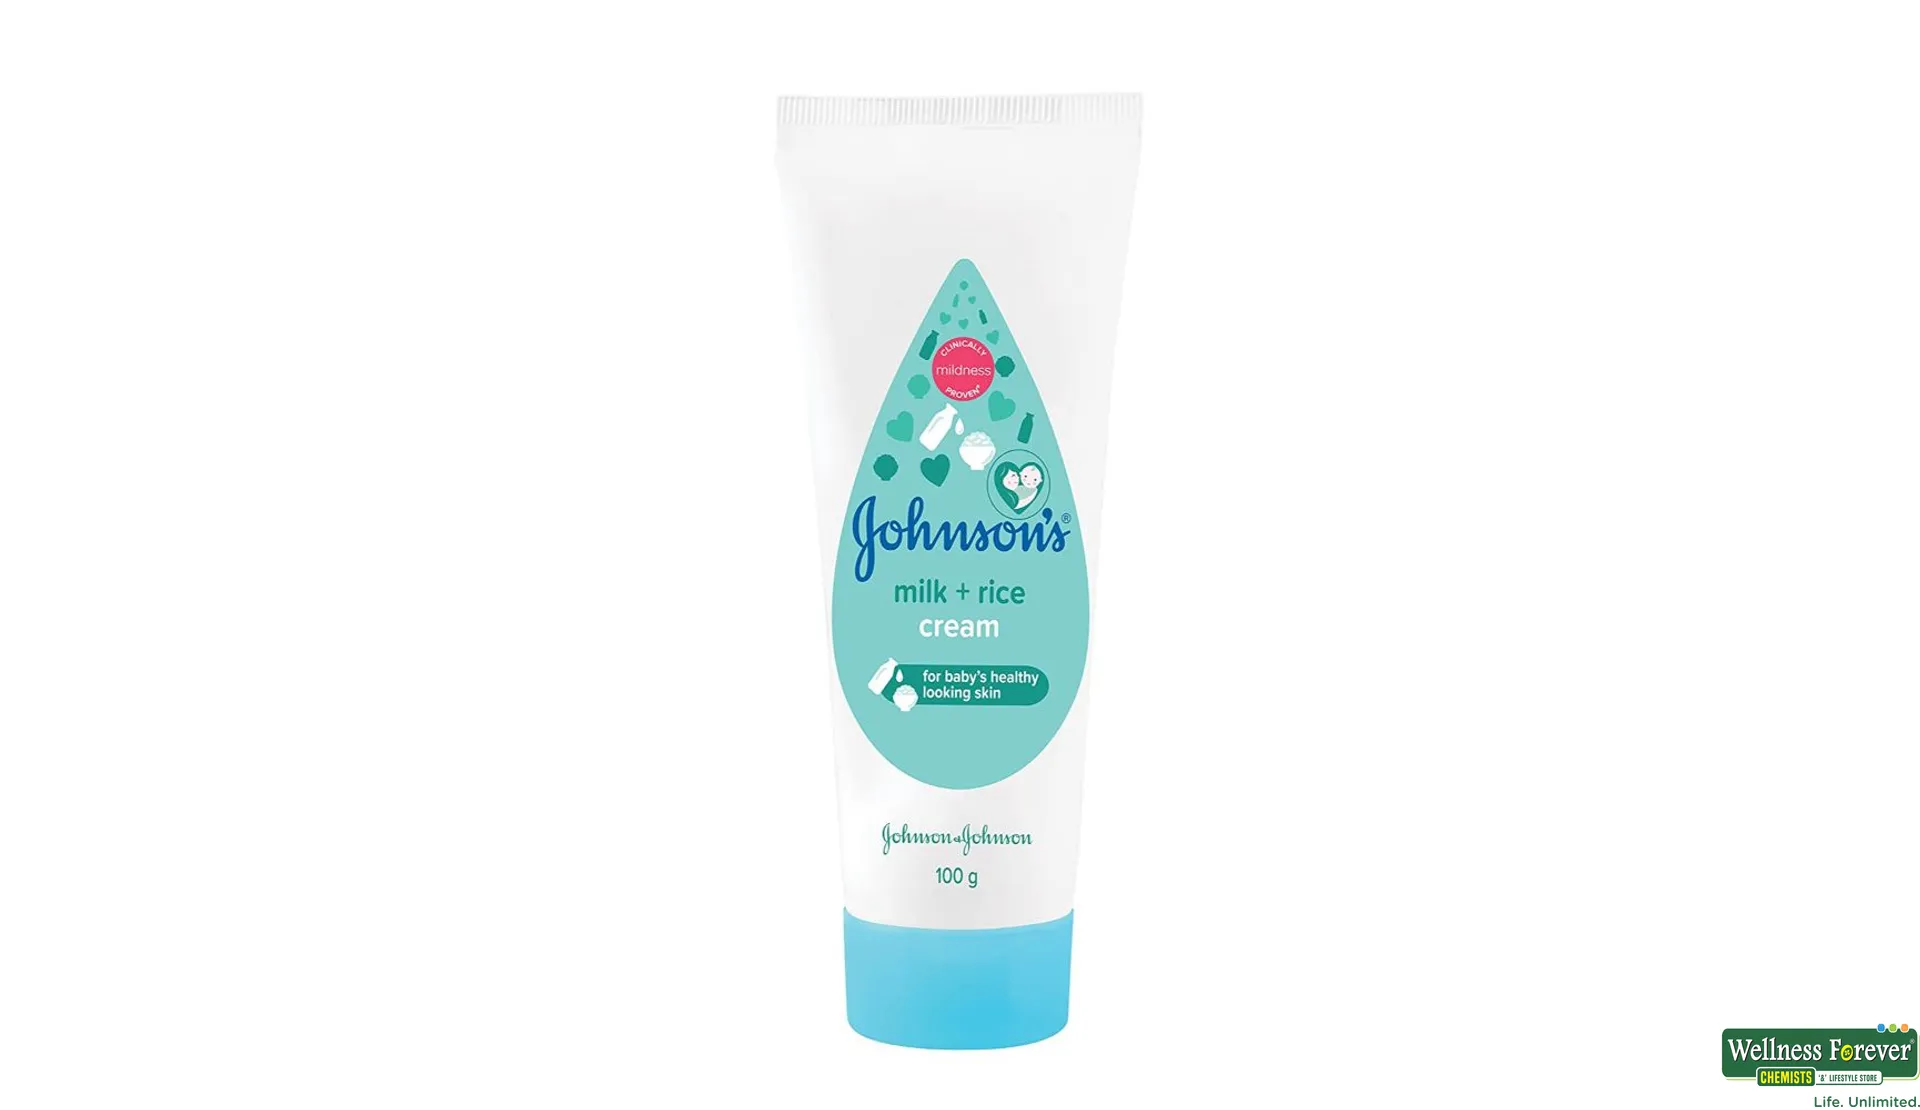 CLINICALLY
mildness
PROVEN*
Johnson's®
milk + rice
cream
for baby's healthy
looking skin
Johnson & Johnson
100 g
Wellness Forever
CHEMISTS '&' LIFESTYLE STORE
Life. Unlimited.